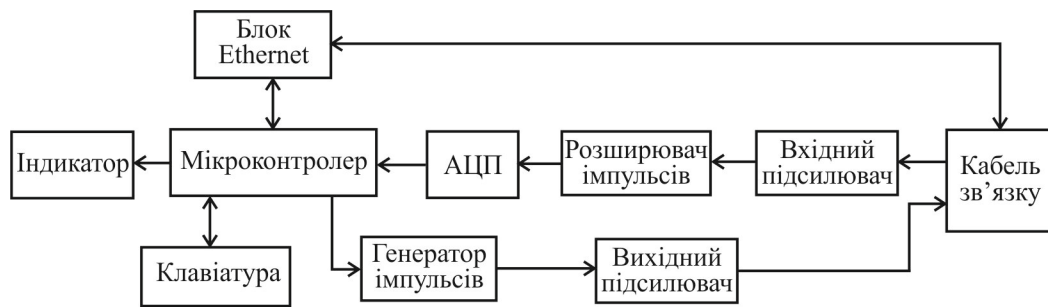 Блок
Ethernet
Індикатор
Мікроконтролер
АЦП
Розширювач
імпульсів
Вхідний
підсилювач
Кабель
зв’язку
Клавіатура
Генератор
імпульсів
Вихідний
підсилювач